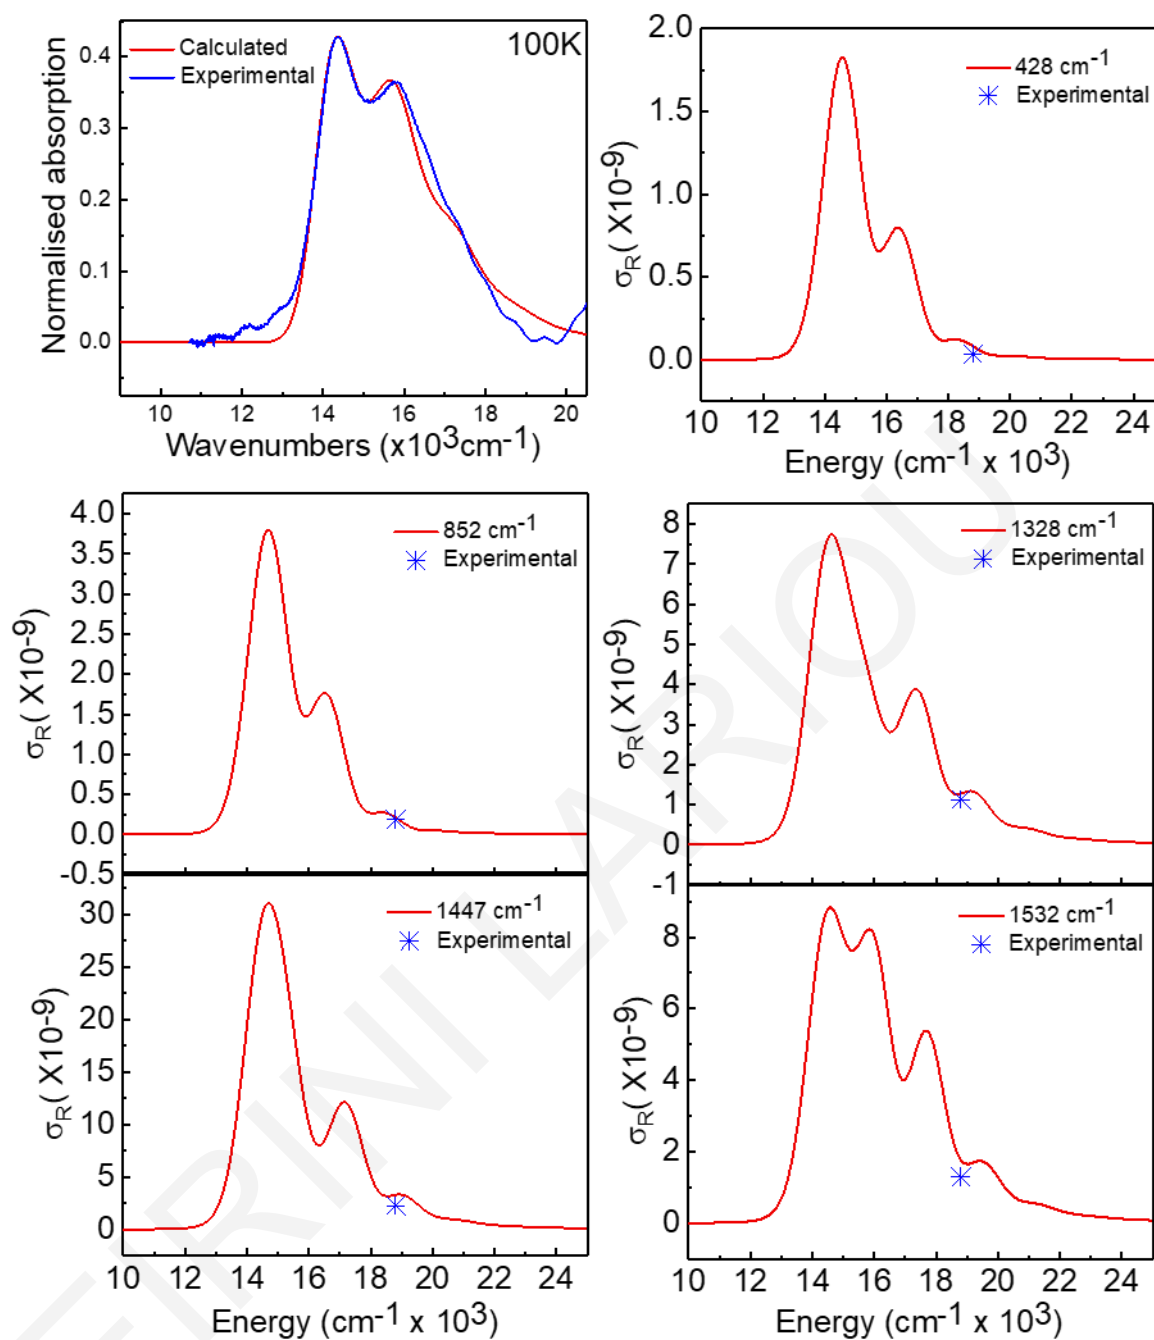 100K
Calculated
Experimental
Normalised absorption
0.4
0.3
0.2
0.1
0.0
10 12 14 16 18 20
Wavenumbers (x10³cm-1)
428 cm⁻¹
Experimental
σR( X10-9)
2.0
1.5
1.0
0.5
0.0
10 12 14 16 18 20 22 24
Energy (cm⁻¹ x 10³)
852 cm⁻¹
Experimental
σR( X10-9)
4.0
3.5
3.0
2.5
2.0
1.5
1.0
0.5
0.0
-0.5
1328 cm⁻¹
Experimental
σR( X10-9)
8
7
6
5
4
3
2
1
0
-1
1447 cm⁻¹
Experimental
σR( X10-9)
30
25
20
15
10
5
0
10 12 14 16 18 20 22 24
Energy (cm⁻¹ x 10³)
1532 cm⁻¹
Experimental
σR( X10-9)
8
6
4
2
0
10 12 14 16 18 20 22 24
Energy (cm⁻¹ x 10³)
EIRINI LARIOU